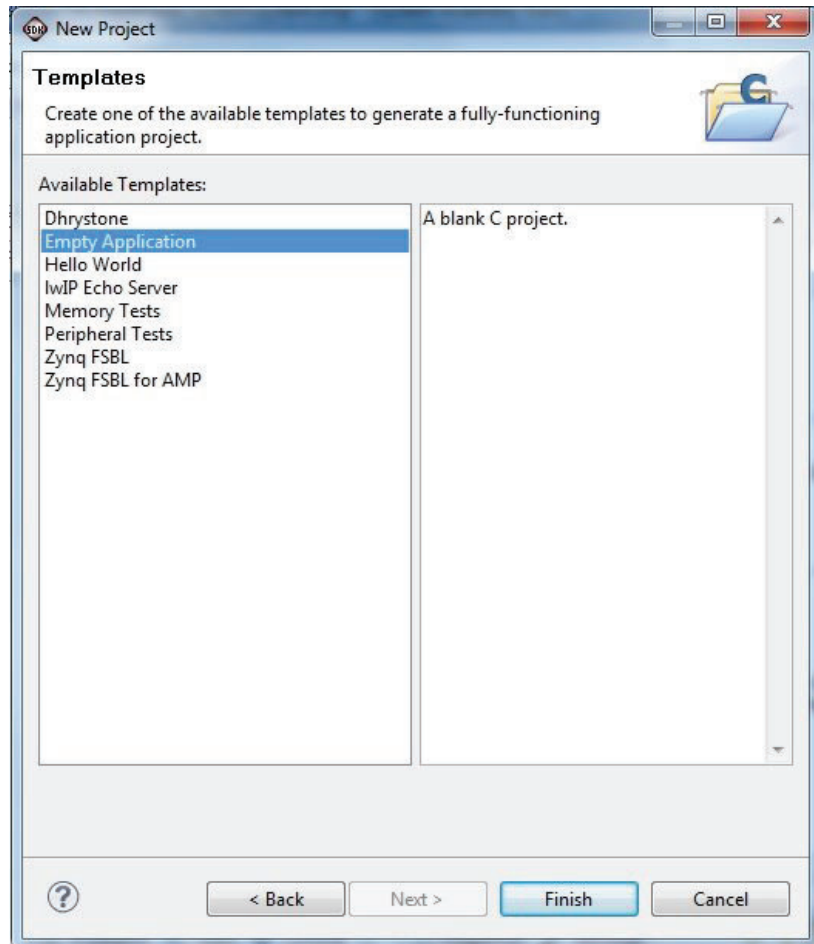 New Project
Templates
Create one of the available templates to generate a fully-functioning
application project.
Available Templates:
Dhrystone
Empty Application
Hello World
lwIP Echo Server
Memory Tests
Peripheral Tests
Zynq FSBL
Zynq FSBL for AMP
A blank C project.
?
< Back
Next >
Finish
Cancel